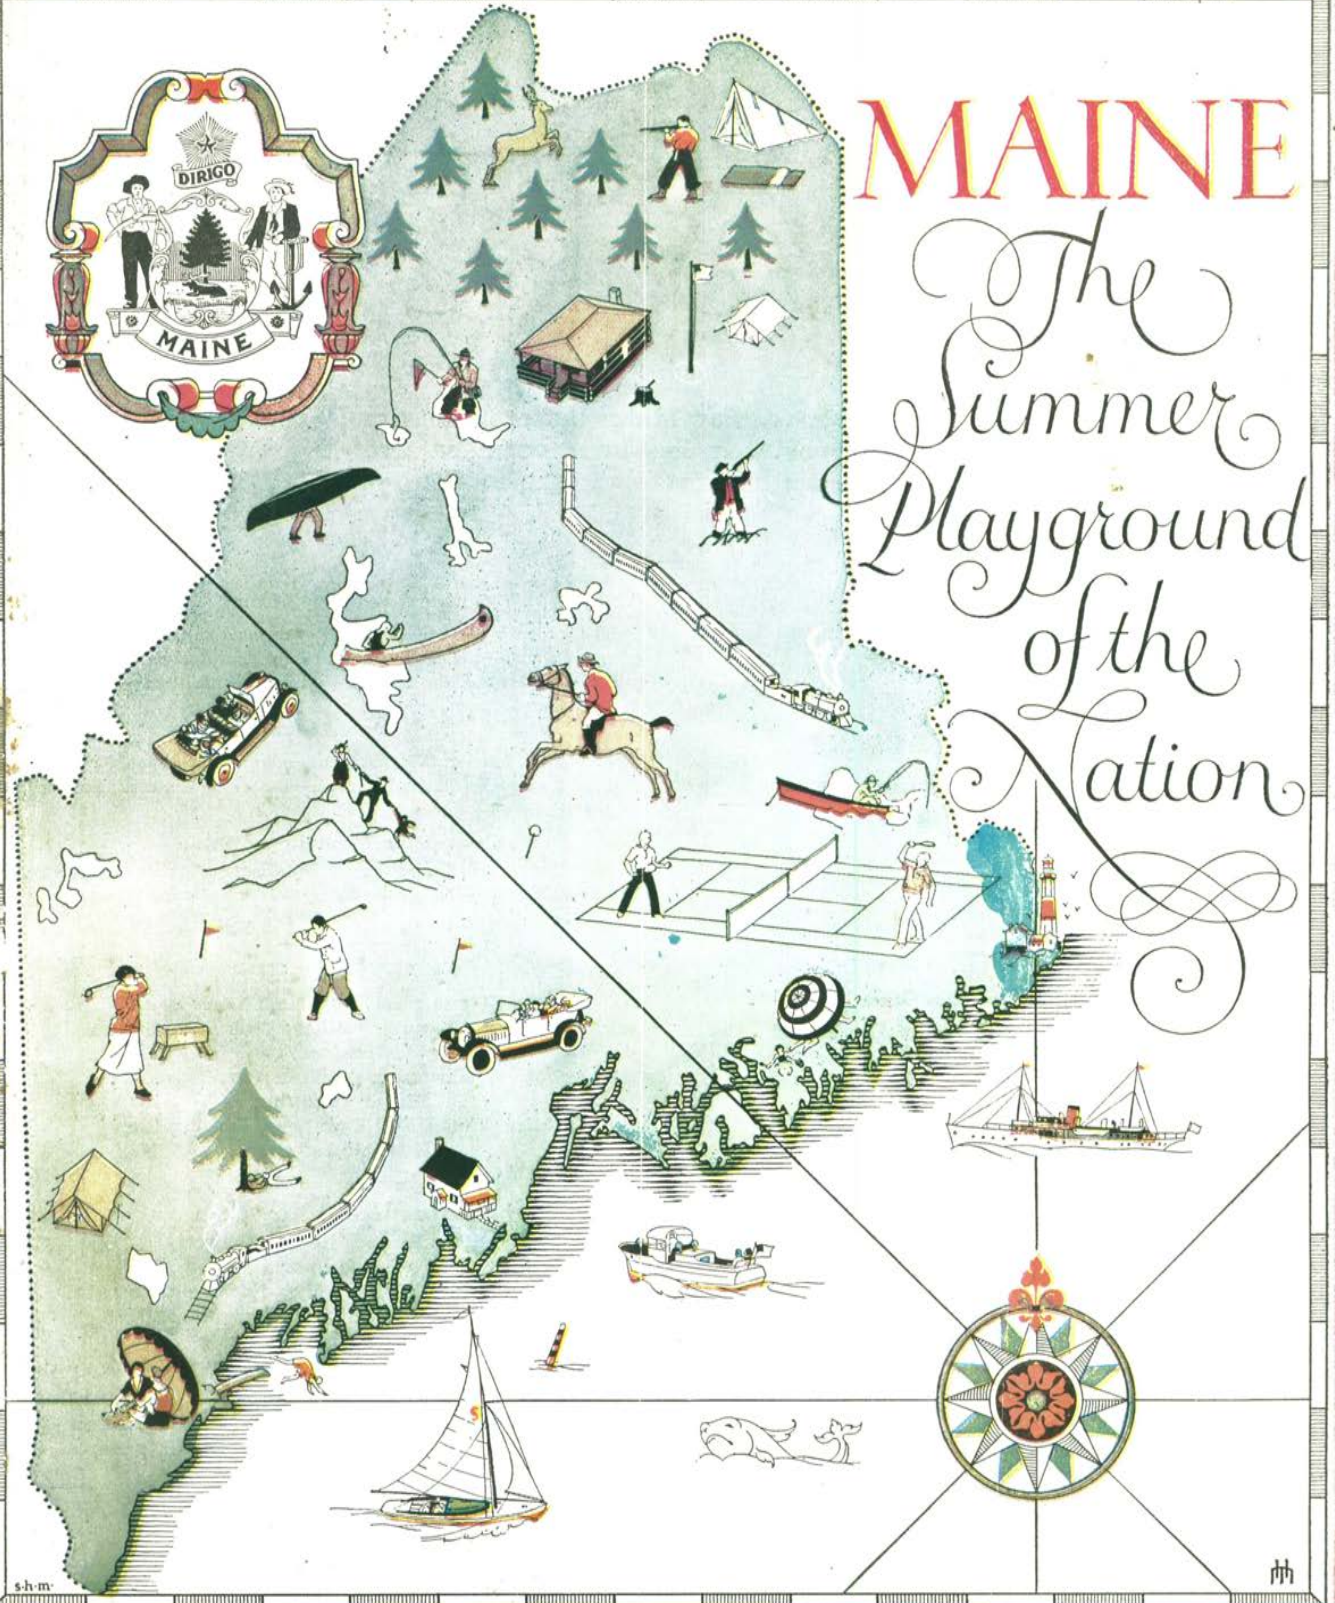 DIRIGO
MAINE
MAINE
The
Summer
Playground
of the
Nation
s·h·m·